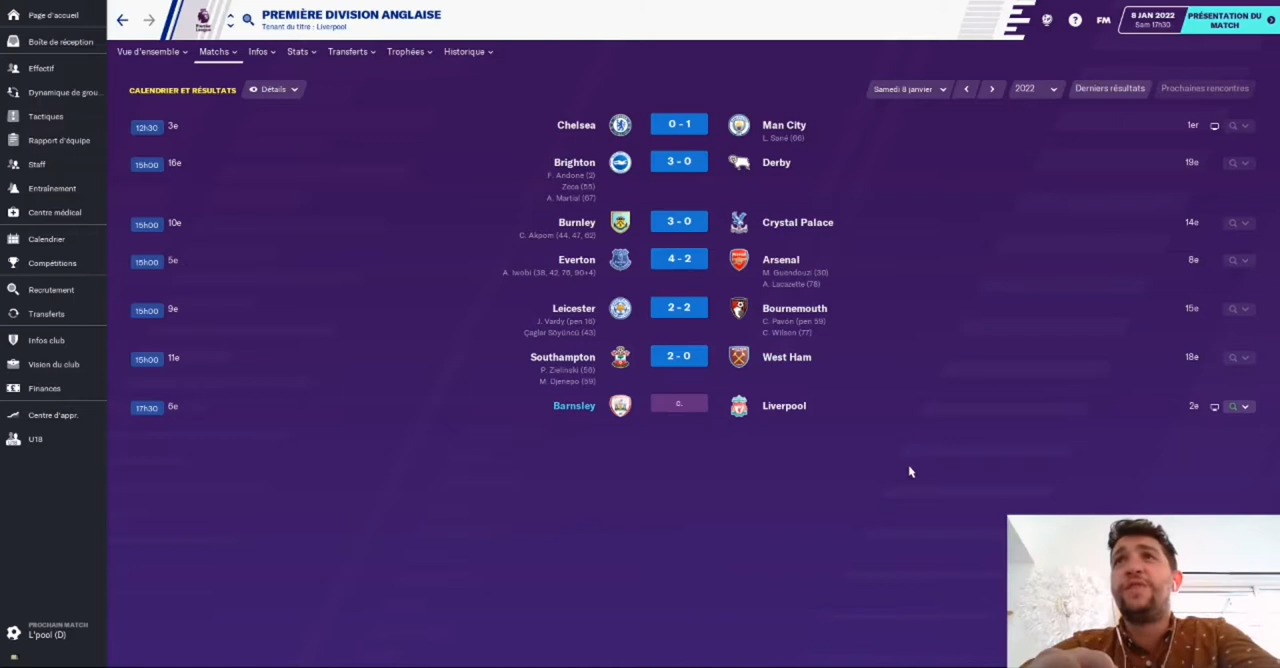 Page d'accueil
Boîte de réception
Effectif
Dynamique de grou...
Tactiques
Rapport d'équipe
Staff
Entraînement
Centre médical
Calendrier
Compétitions
Recrutement
Transferts
Infos club
Vision du club
Finances
Centre d'appr.
U18
PROCHAIN MATCH
L'pool (D)
PREMIÈRE DIVISION ANGLAISE
Tenant du titre : Liverpool
? FM 8 JAN 2022 PRÉSENTATION DU
Sam 17h30 MATCH
Vue d'ensemble Matchs Infos Stats Transferts Trophées Historique
CALENDRIER ET RÉSULTATS Détails Samedi 8 janvier 2022 Derniers résultats Prochaines rencontres
12h30 3e Chelsea 0 - 1 Man City 1er
L. Sané (66)
15h00 16e Brighton 3 - 0 Derby 19e
F. Andone (2)
Zeca (55)
A. Martial (67)
15h00 10e Burnley 3 - 0 Crystal Palace 14e
C. Akpom (44, 47, 62)
15h00 5e Everton 4 - 2 Arsenal 8e
A. Iwobi (38, 42, 76, 90+4) M. Guendouzi (30)
A. Lacazette (78)
15h00 9e Leicester 2 - 2 Bournemouth 15e
J. Vardy (pen 16) C. Pavón (pen 59)
Çaglar Söyüncü (43) C. Wilson (77)
15h00 11e Southampton 2 - 0 West Ham 18e
P. Zielinski (56)
M. Djenepo (59)
17h30 6e Barnsley c. Liverpool 2e